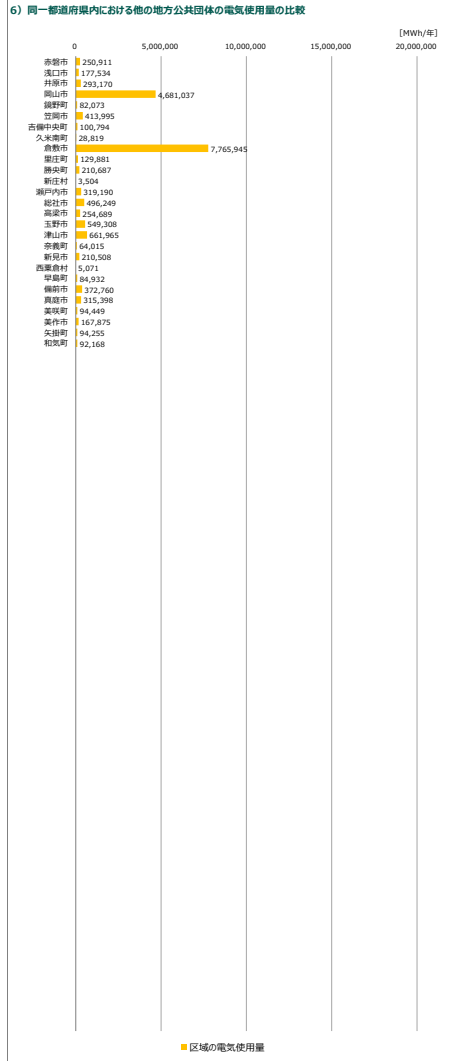 6）同一都道府県内における他の地方公共団体の電気使用量の比較
［MWh/年］
0 5,000,000 10,000,000 15,000,000 20,000,000
赤磐市 250,911
浅口市 177,534
井原市 293,170
岡山市 4,681,037
鏡野町 82,073
笠岡市 413,995
吉備中央町 100,794
久米南町 28,819
倉敷市 7,765,945
里庄町 129,881
勝央町 210,687
新庄村 3,504
瀬戸内市 319,190
総社市 496,249
高梁市 254,689
玉野市 549,308
津山市 661,965
奈義町 64,015
新見市 210,508
西粟倉村 5,071
早島町 84,932
備前市 372,760
真庭市 315,398
美咲町 94,449
美作市 167,875
矢掛町 94,255
和気町 92,168
区域の電気使用量